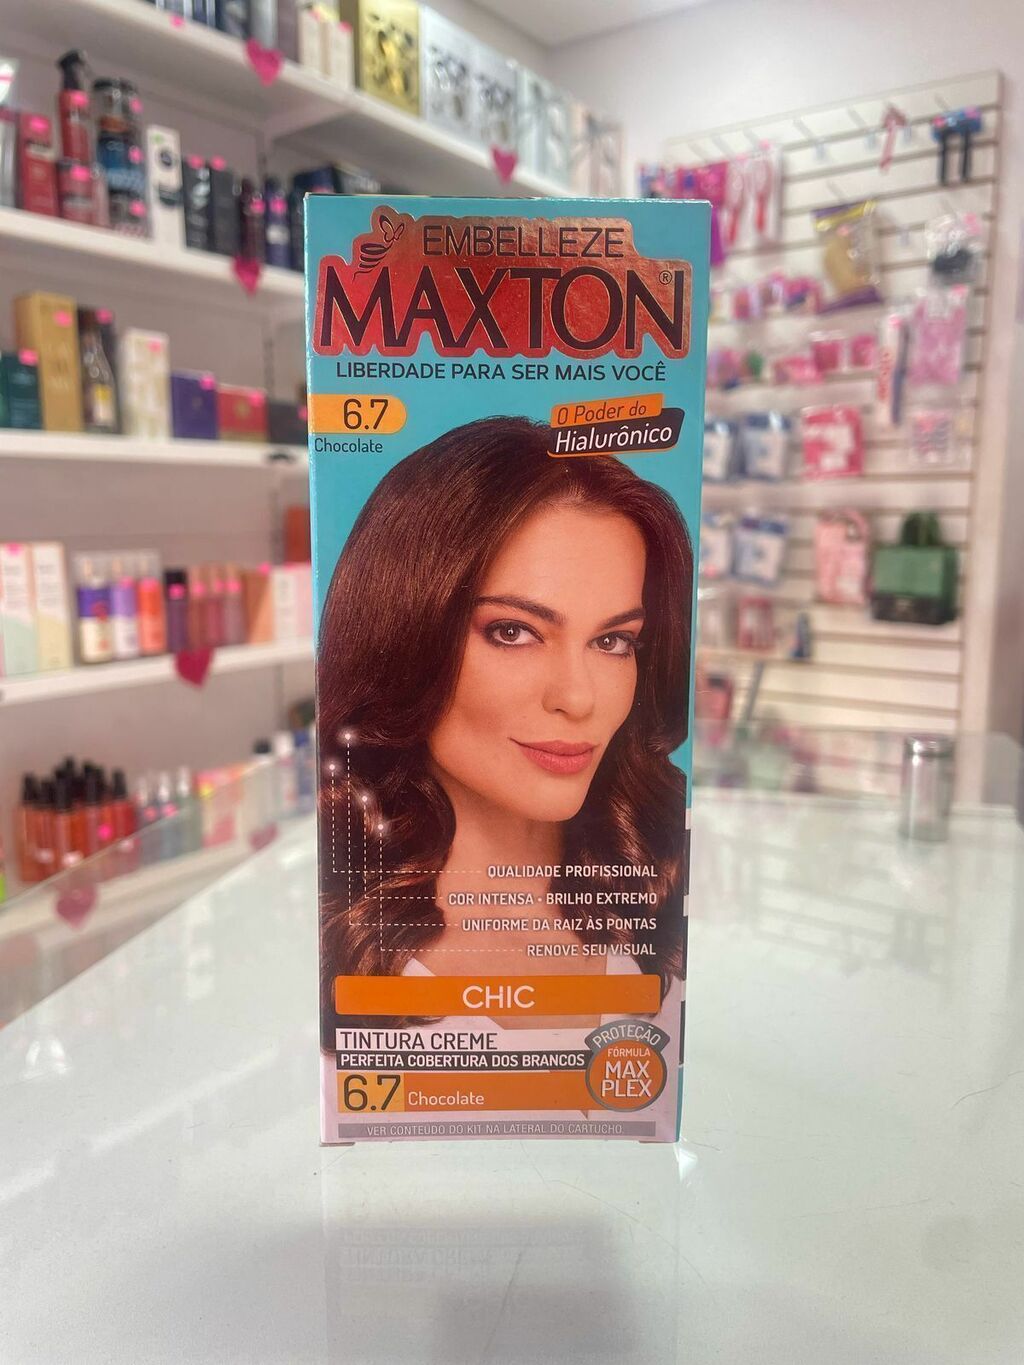 EMBELLEZE
MAXTON®
LIBERDADE PARA SER MAIS VOCÊ
6.7
Chocolate
O Poder do
Hialurônico
QUALIDADE PROFISSIONAL
COR INTENSA • BRILHO EXTREMO
UNIFORME DA RAIZ ÀS PONTAS
RENOVE SEU VISUAL
CHIC
TINTURA CREME
PERFEITA COBERTURA DOS BRANCOS
6.7 Chocolate
PROTEÇÃO
FÓRMULA
MAX
PLEX
VER CONTEÚDO DO KIT NA LATERAL DO CARTUCHO.